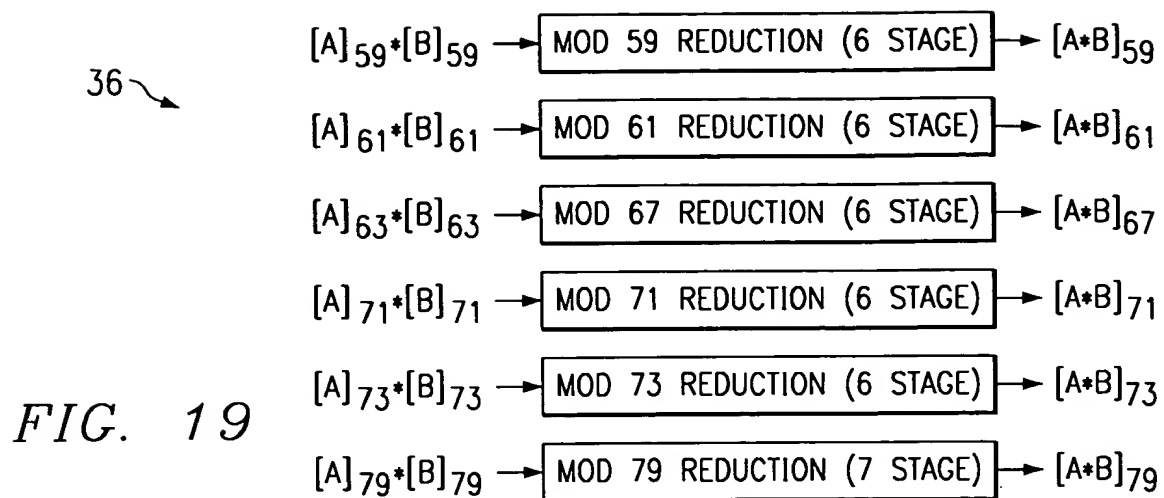 [A]59*[B]59 MOD 59 REDUCTION (6 STAGE) [A*B]59
36
[A]61*[B]61 MOD 61 REDUCTION (6 STAGE) [A*B]61
[A]63*[B]63 MOD 67 REDUCTION (6 STAGE) [A*B]67
[A]71*[B]71 MOD 71 REDUCTION (6 STAGE) [A*B]71
[A]73*[B]73 MOD 73 REDUCTION (6 STAGE) [A*B]73
FIG. 19
[A]79*[B]79 MOD 79 REDUCTION (7 STAGE) [A*B]79